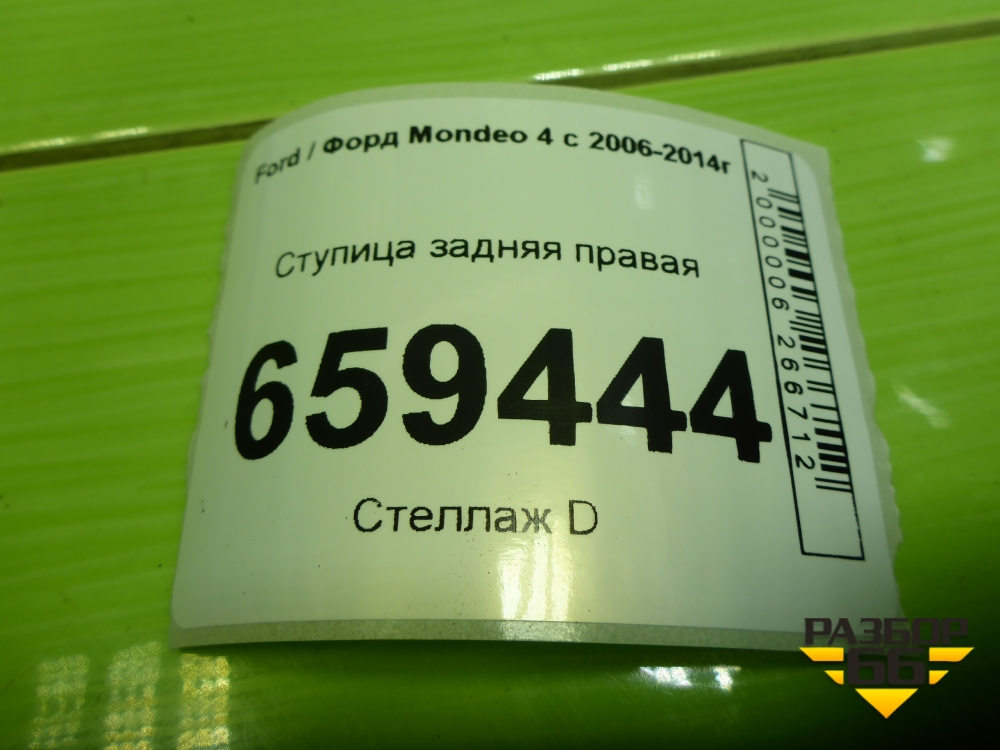 Ford / Форд Mondeo 4 с 2006-2014г
Ступица задняя правая
659444
Стеллаж D
2000006266712
РАЗБОР
66